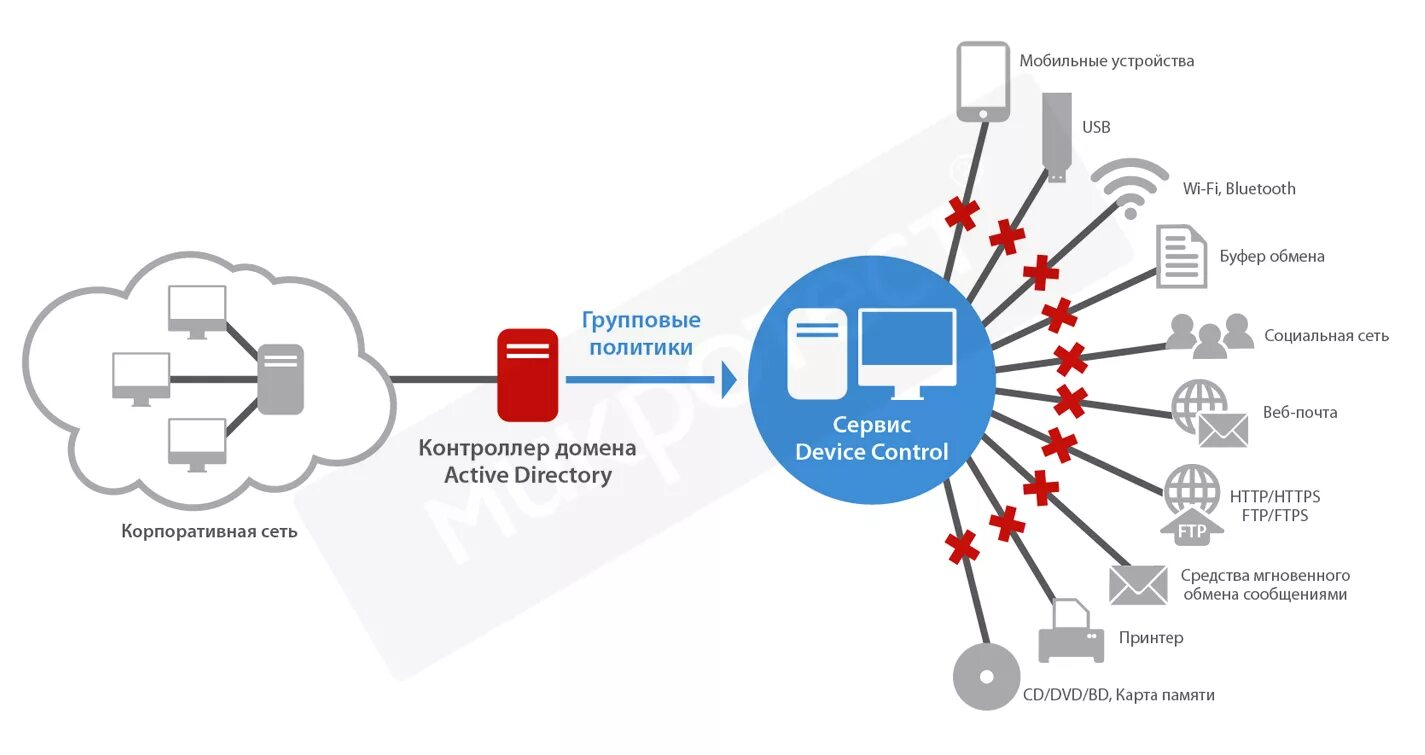 Мобильные устройства
USB
Wi-Fi, Bluetooth
Буфер обмена
Социальная сеть
Веб-почта
HTTP/HTTPS
FTP/FTPS
FTP
Средства мгновенного
обмена сообщениями
Принтер
CD/DVD/BD, Карта памяти
Групповые
политики
Сервис
Device Control
Контроллер домена
Active Directory
Корпоративная сеть
Микротест
®